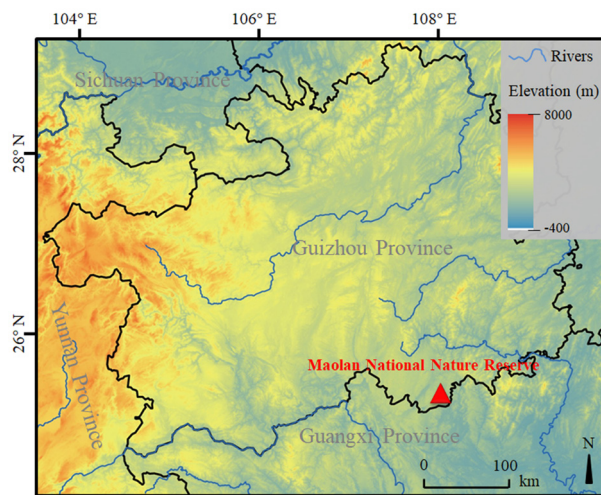 104° E
106° E
108° E
Sichuan Province
Rivers
Elevation (m)
8000
-400
28° N
Guizhou Province
26° N
Yunnan Province
Maolan National Nature Reserve
Guangxi Province
N
0
100
km